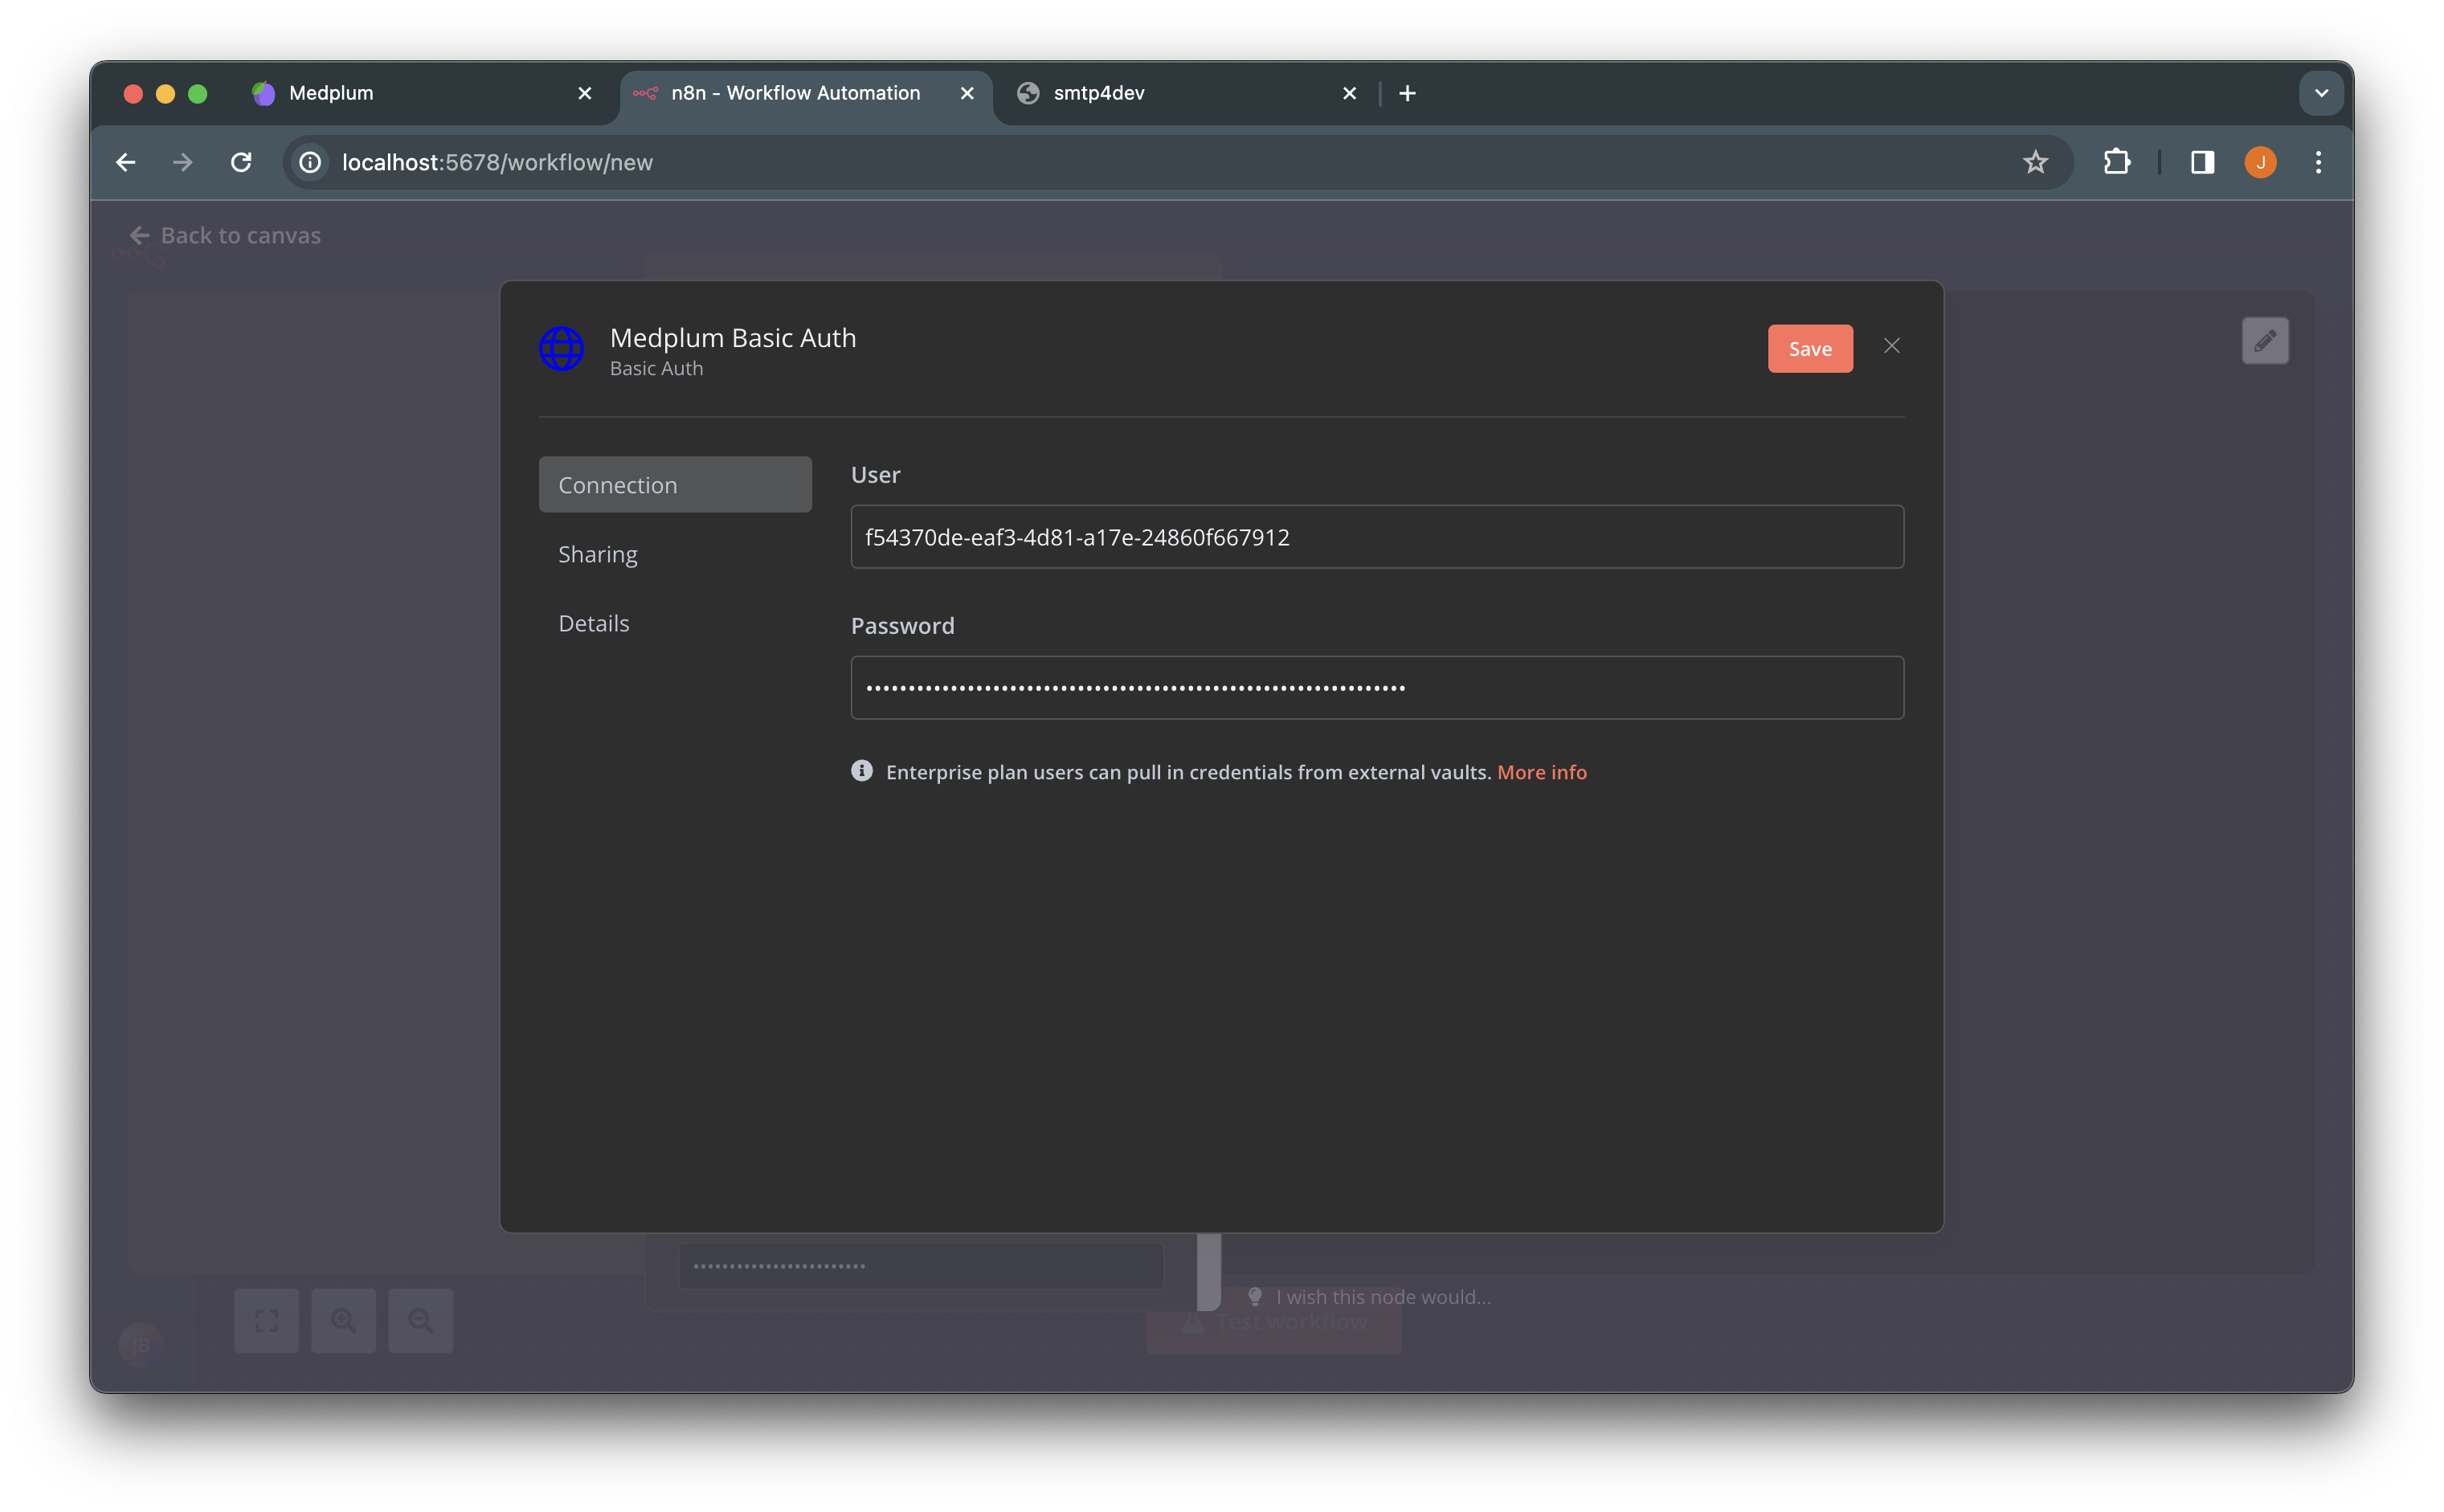 Medplum
n8n - Workflow Automation
smtp4dev
localhost:5678/workflow/new
J
Back to canvas
Medplum Basic Auth
Basic Auth
Save
Connection
Sharing
Details
User
f54370de-eaf3-4d81-a17e-24860f667912
Password
Enterprise plan users can pull in credentials from external vaults. More info
I wish this node would...
Test workflow
JB